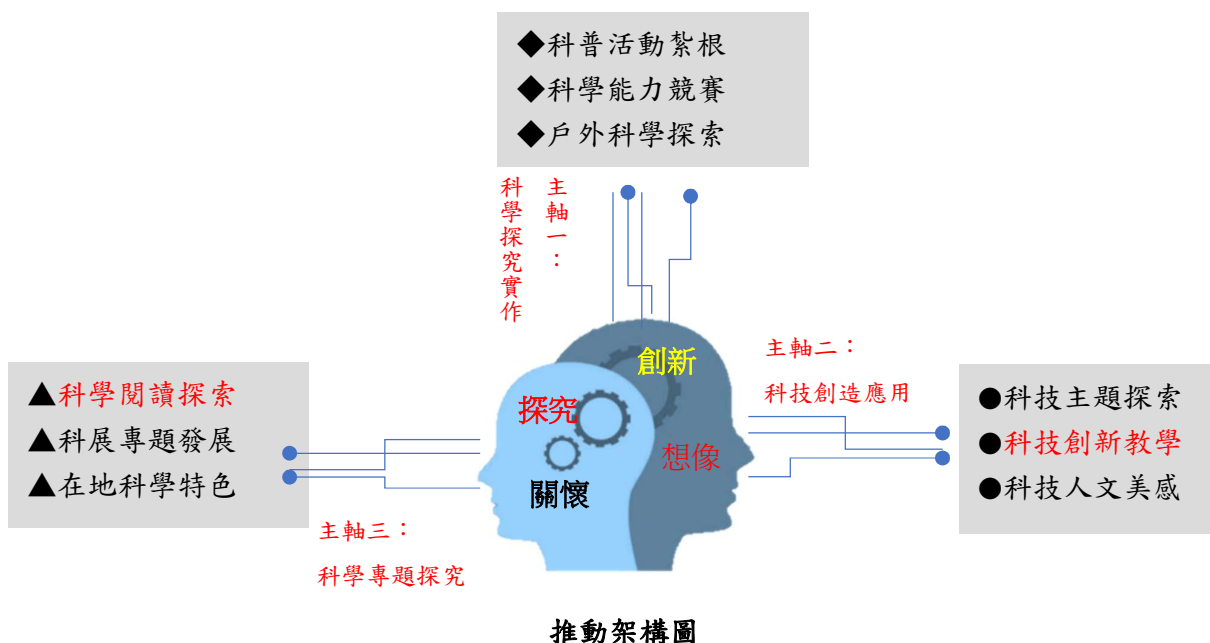 ◆科普活動紮根
◆科學能力競賽
◆戶外科學探索
主軸一：
科學探究實作
創新
探究
想像
關懷
主軸二：
科技創造應用
▲科學閱讀探索
▲科展專題發展
▲在地科學特色
●科技主題探索
●科技創新教學
●科技人文美感
主軸三：
科學專題探究
推動架構圖